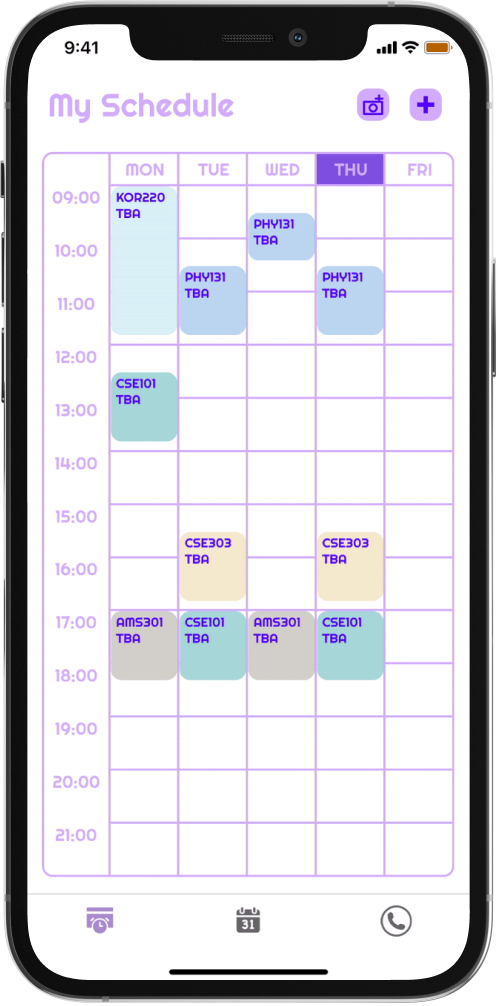 9:41
My Schedule
MON TUE WED THU FRI
09:00
KOR220
TBA
PHY131
TBA
10:00
PHY131
TBA
PHY131
TBA
11:00
12:00
CSE101
TBA
13:00
14:00
15:00
CSE303
TBA
CSE303
TBA
16:00
17:00
AMS301
TBA
CSE101
TBA
AMS301
TBA
CSE101
TBA
18:00
19:00
20:00
21:00
31